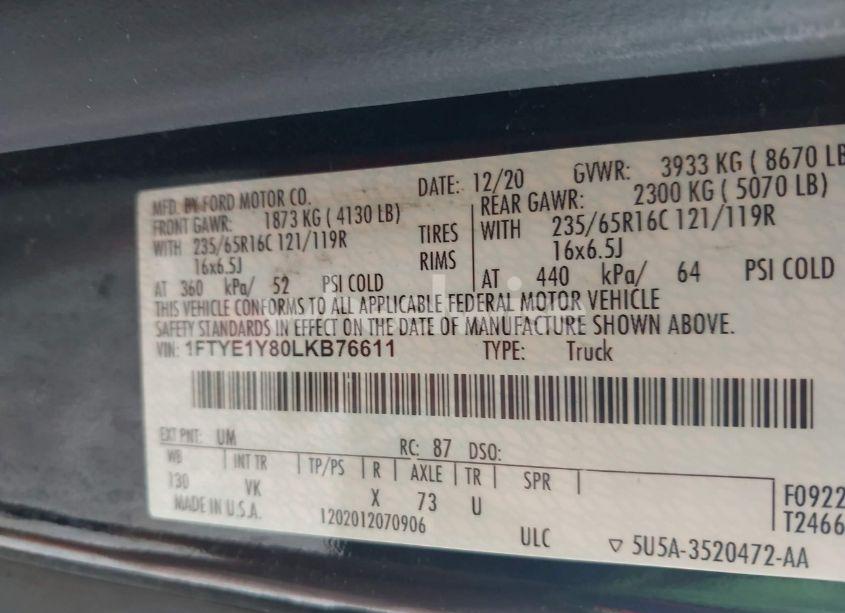 MFD. BY FORD MOTOR CO. DATE: 12/20 GVWR: 3933 KG ( 8670 LB
FRONT GAWR: 1873 KG ( 4130 LB) REAR GAWR: 2300 KG ( 5070 LB)
WITH 235/65R16C 121/119R TIRES WITH 235/65R16C 121/119R
16x6.5J RIMS 16x6.5J
AT 360 kPa/ 52 PSI COLD AT 440 kPa/ 64 PSI COLD
THIS VEHICLE CONFORMS TO ALL APPLICABLE FEDERAL MOTOR VEHICLE
SAFETY STANDARDS IN EFFECT ON THE DATE OF MANUFACTURE SHOWN ABOVE.
VIN: 1FTYE1Y80LKB76611 TYPE: Truck
EXT PNT: UM RC: 87 DSO:
WB INT TR TP/PS R AXLE TR SPR
130 VK X 73 U F0922
MADE IN U.S.A. 1202012070906 T2466
ULC ▽ 5U5A-3520472-AA